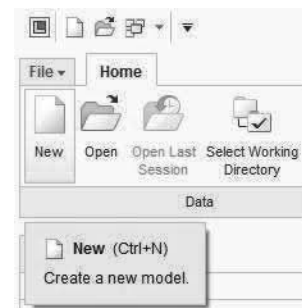 File
Home
New Open Open Last Session Select Working Directory
Data
New (Ctrl+N)
Create a new model.